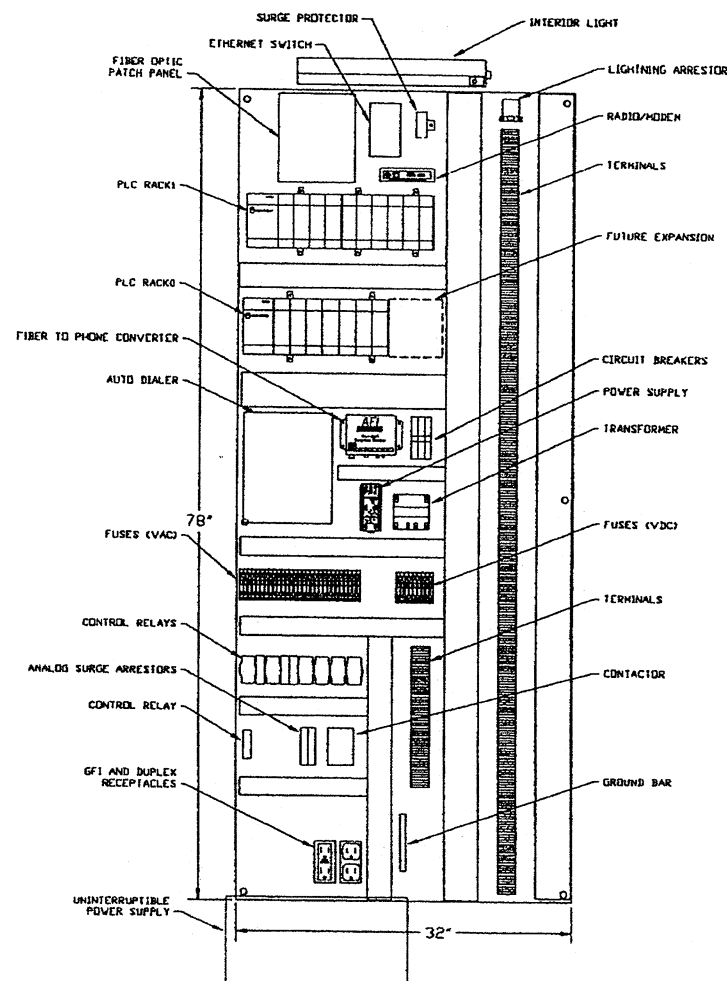 SURGE PROTECTOR
INTERIOR LIGHT
ETHERNET SWITCH
FIBER OPTIC
PATCH PANEL
LIGHTNING ARRESTOR
RADIO/MODEM
PLC RACK1
TERMINALS
FUTURE EXPANSION
PLC RACK0
FIBER TO PHONE CONVERTER
CIRCUIT BREAKERS
AUTO DIALER
POWER SUPPLY
AFI
TRANSFORMER
78"
FUSES (VAC)
FUSES (VDC)
TERMINALS
CONTROL RELAYS
ANALOG SURGE ARRESTORS
CONTACTOR
CONTROL RELAY
GFI AND DUPLEX
RECEPTACLES
GROUND BAR
UNINTERRUPTIBLE
POWER SUPPLY
32"